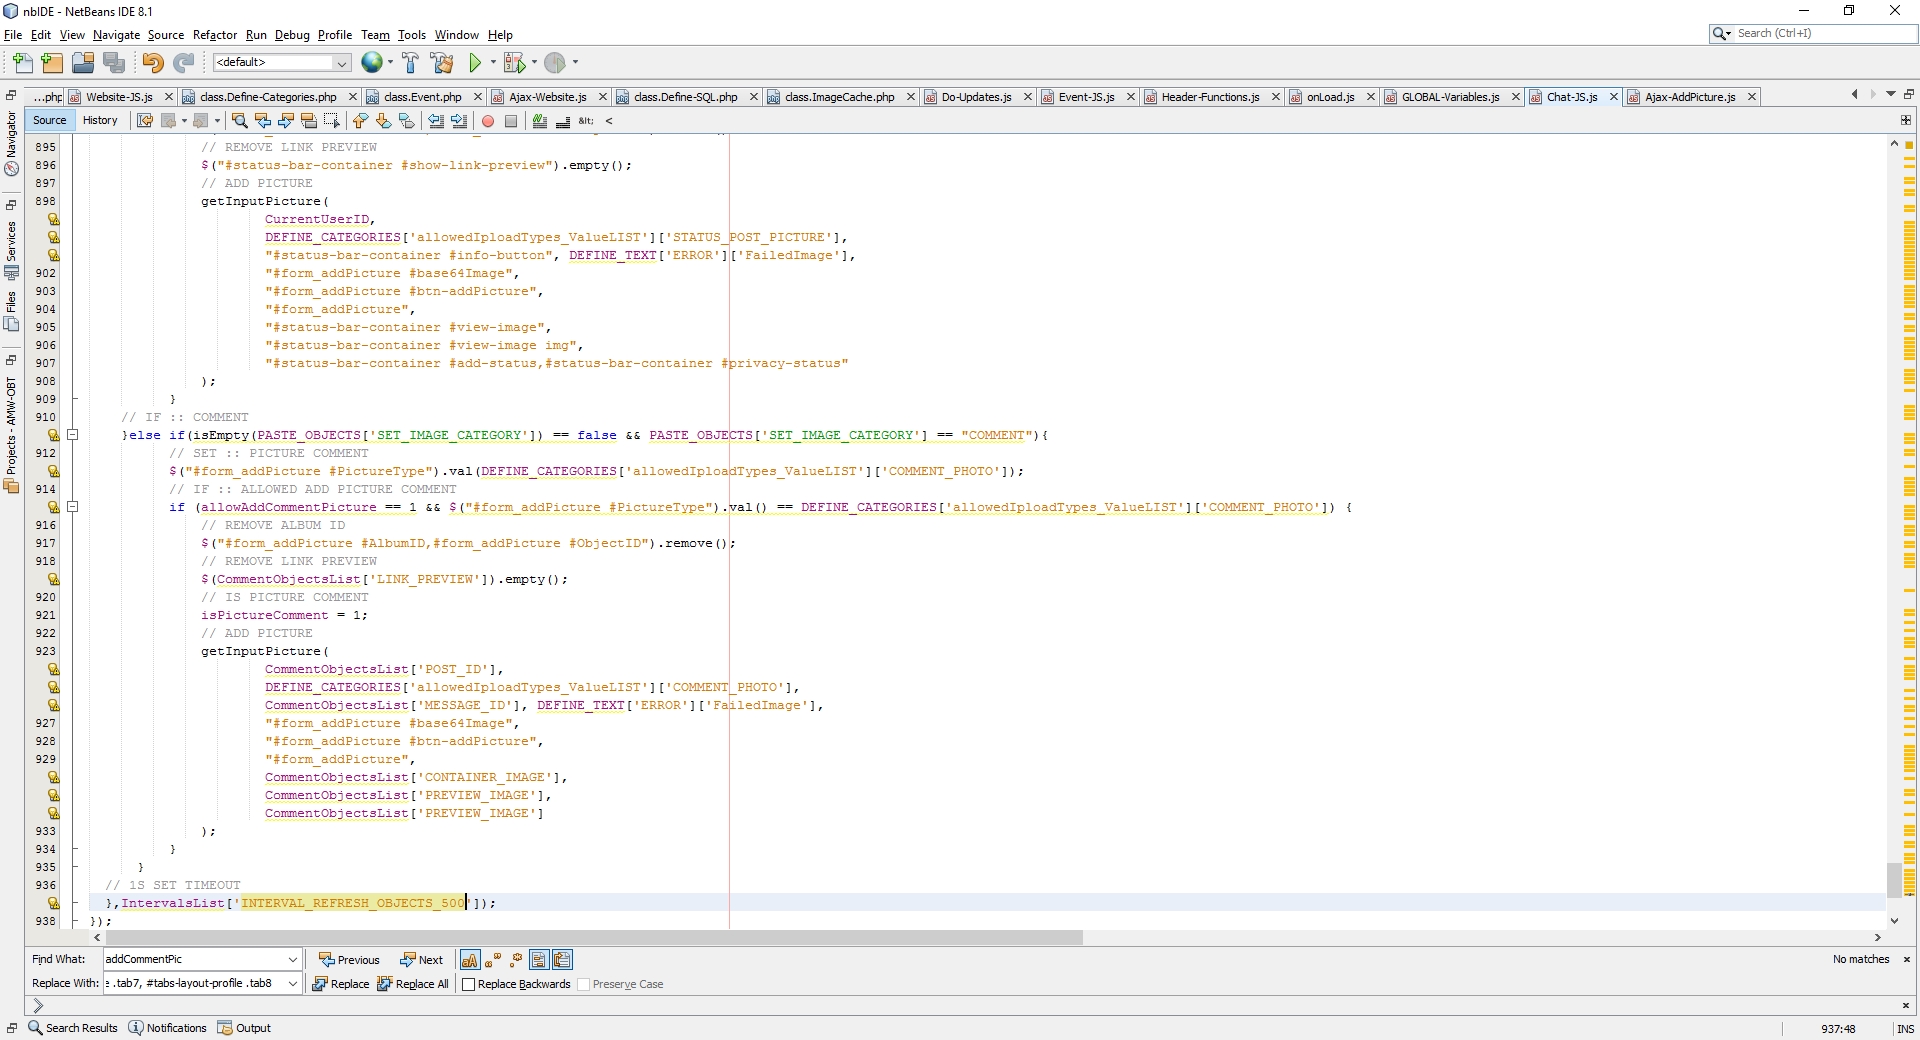 nbIDE - NetBeans IDE 8.1
File Edit View Navigate Source Refactor Run Debug Profile Team Tools Window Help
Search (Ctrl+I)
<default>
...php Website-JS.js class.Define-Categories.php class.Event.php Ajax-Website.js class.Define-SQL.php class.ImageCache.php Do-Updates.js Event-JS.js Header-Functions.js onLoad.js GLOBAL-Variables.js Chat-JS.js Ajax-AddPicture.js
Source History &lt; <
Navigator
Services
Files
Projects - AMW-OBT
895 // REMOVE LINK PREVIEW
896 $("#status-bar-container #show-link-preview").empty();
897 // ADD PICTURE
898 getInputPicture(
CurrentUserID,
DEFINE_CATEGORIES['allowedIploadTypes_ValueLIST']['STATUS_POST_PICTURE'],
"#status-bar-container #info-button", DEFINE_TEXT['ERROR']['FailedImage'],
902 "#form_addPicture #base64Image",
903 "#form_addPicture #btn-addPicture",
904 "#form_addPicture",
905 "#status-bar-container #view-image",
906 "#status-bar-container #view-image img",
907 "#status-bar-container #add-status,#status-bar-container #privacy-status"
908 );
909 }
910 // IF :: COMMENT
}else if(isEmpty(PASTE_OBJECTS['SET_IMAGE_CATEGORY']) == false && PASTE_OBJECTS['SET_IMAGE_CATEGORY'] == "COMMENT"){
912 // SET :: PICTURE COMMENT
$("#form_addPicture #PictureType").val(DEFINE_CATEGORIES['allowedIploadTypes_ValueLIST']['COMMENT_PHOTO']);
914 // IF :: ALLOWED ADD PICTURE COMMENT
if (allowAddCommentPicture == 1 && $("#form_addPicture #PictureType").val() == DEFINE_CATEGORIES['allowedIploadTypes_ValueLIST']['COMMENT_PHOTO']) {
916 // REMOVE ALBUM ID
917 $("#form_addPicture #AlbumID,#form_addPicture #ObjectID").remove();
918 // REMOVE LINK PREVIEW
$(CommentObjectsList['LINK_PREVIEW']).empty();
920 // IS PICTURE COMMENT
921 isPictureComment = 1;
922 // ADD PICTURE
923 getInputPicture(
CommentObjectsList['POST_ID'],
DEFINE_CATEGORIES['allowedIploadTypes_ValueLIST']['COMMENT_PHOTO'],
CommentObjectsList['MESSAGE_ID'], DEFINE_TEXT['ERROR']['FailedImage'],
927 "#form_addPicture #base64Image",
928 "#form_addPicture #btn-addPicture",
929 "#form_addPicture",
CommentObjectsList['CONTAINER_IMAGE'],
CommentObjectsList['PREVIEW_IMAGE'],
CommentObjectsList['PREVIEW_IMAGE']
933 );
934 }
935 }
936 // 1S SET TIMEOUT
},IntervalsList['INTERVAL_REFRESH_OBJECTS_500']);
938 });
Find What: addCommentPic Previous Next aA No matches
Replace With: .tab7, #tabs-layout-profile .tab8 Replace Replace All Replace Backwards Preserve Case
Search Results Notifications Output 937:48 INS